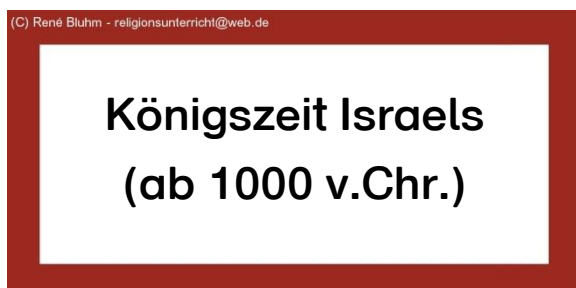 (C) René Bluhm - religionsunterricht@web.de
Königszeit Israels
(ab 1000 v.Chr.)